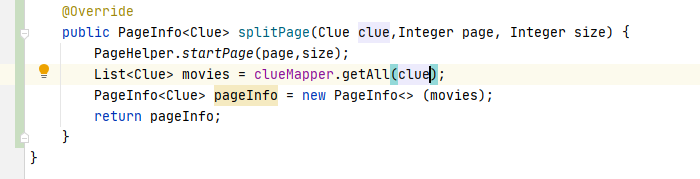 @Override
public PageInfo<Clue> splitPage(Clue clue,Integer page, Integer size) {
PageHelper.startPage(page,size);
List<Clue> movies = clueMapper.getAll(clue);
PageInfo<Clue> pageInfo = new PageInfo<> (movies);
return pageInfo;
}
}